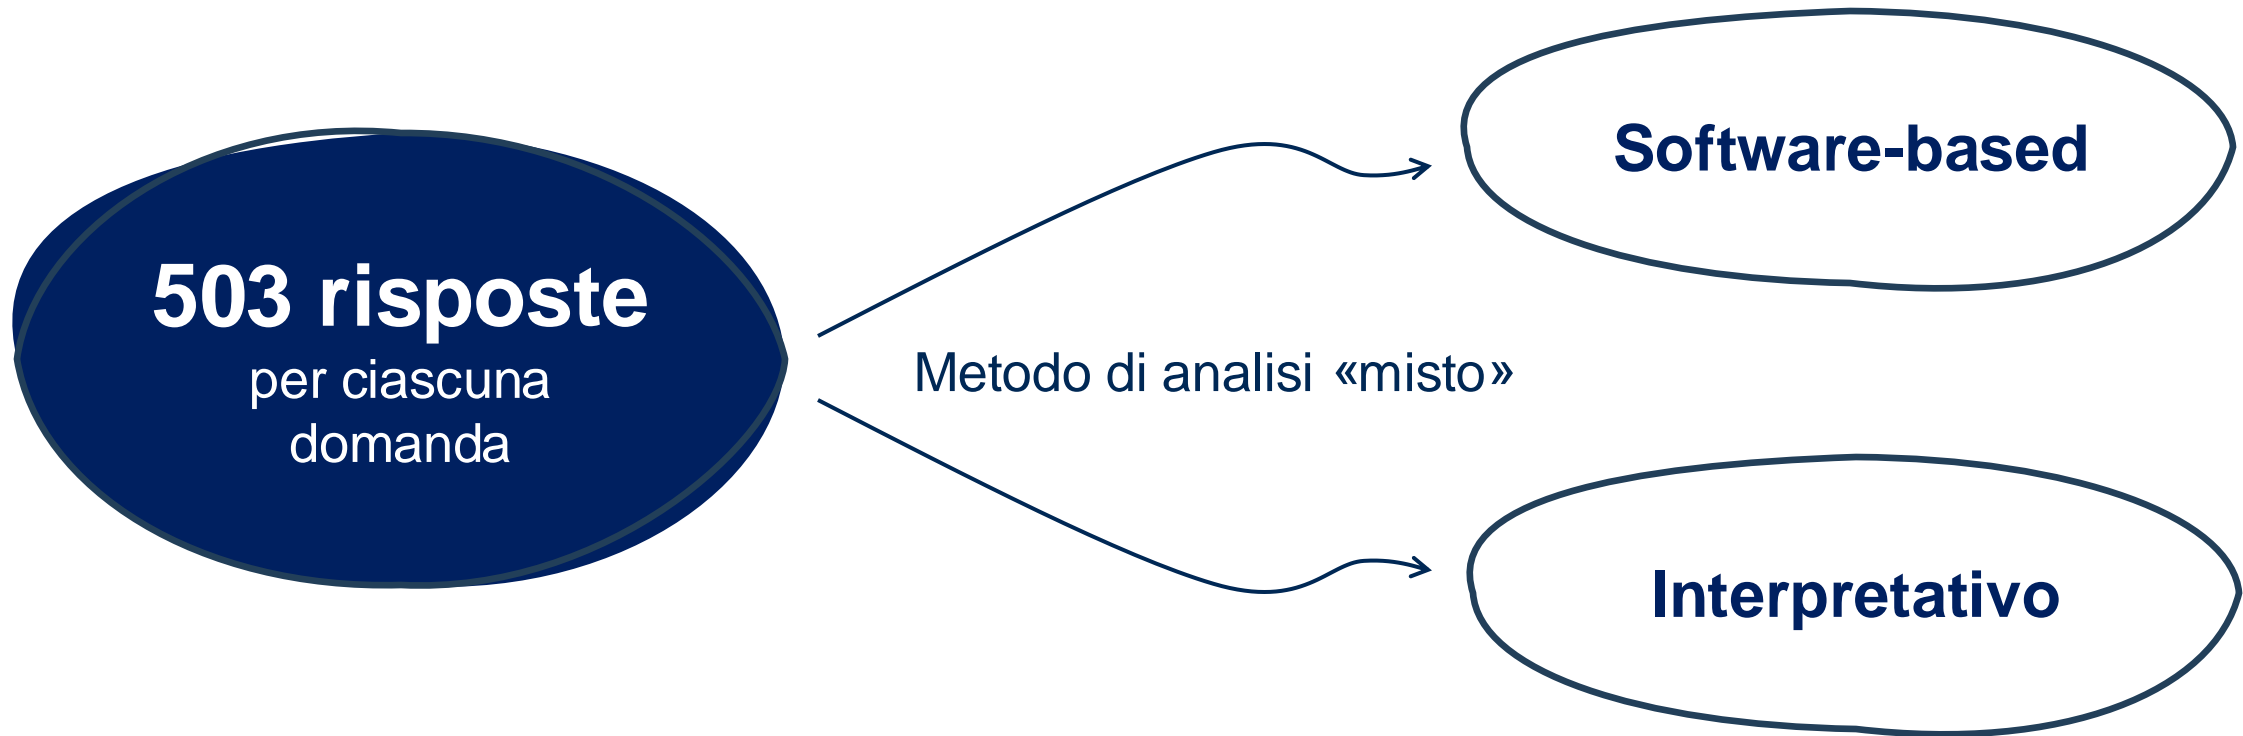 503 risposte
per ciascuna
domanda
Software-based
Metodo di analisi «misto»
Interpretativo